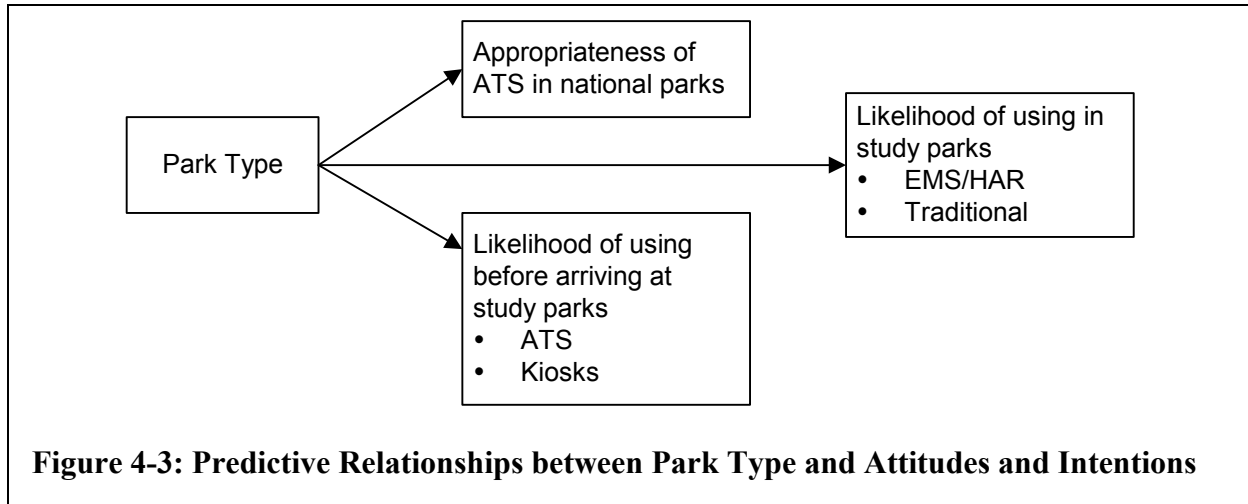 Appropriateness of
ATS in national parks
Park Type
Likelihood of using in
study parks
• EMS/HAR
• Traditional
Likelihood of using
before arriving at
study parks
• ATS
• Kiosks
Figure 4-3: Predictive Relationships between Park Type and Attitudes and Intentions